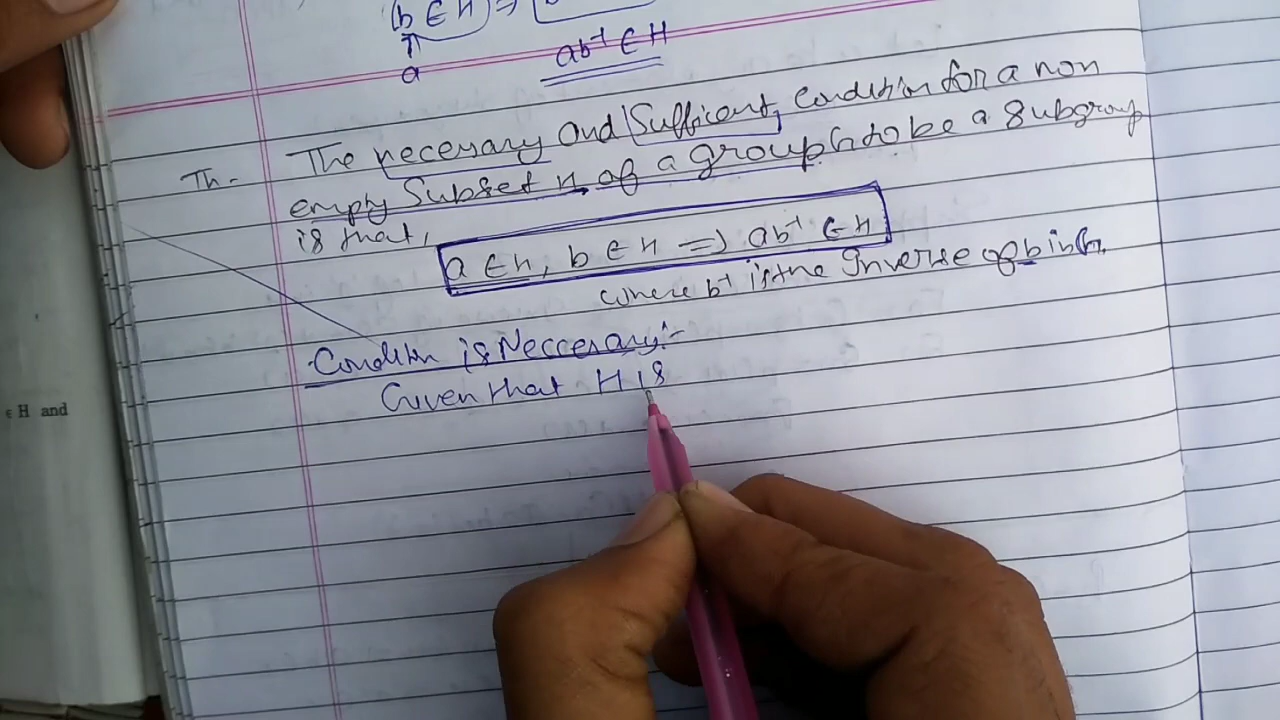 b ∈ H ⇒
a
ab⁻¹ ∈ H
Th. The necessary and Sufficient, Condition for a non
empty Subset H of a group G to be a Subgroup
is that,
a ∈ H, b ∈ H ⇒ ab⁻¹ ∈ H
where b⁻¹ is the Inverse of b in G.
Condition is Neccesary:-
Given that H is
ϵ H and